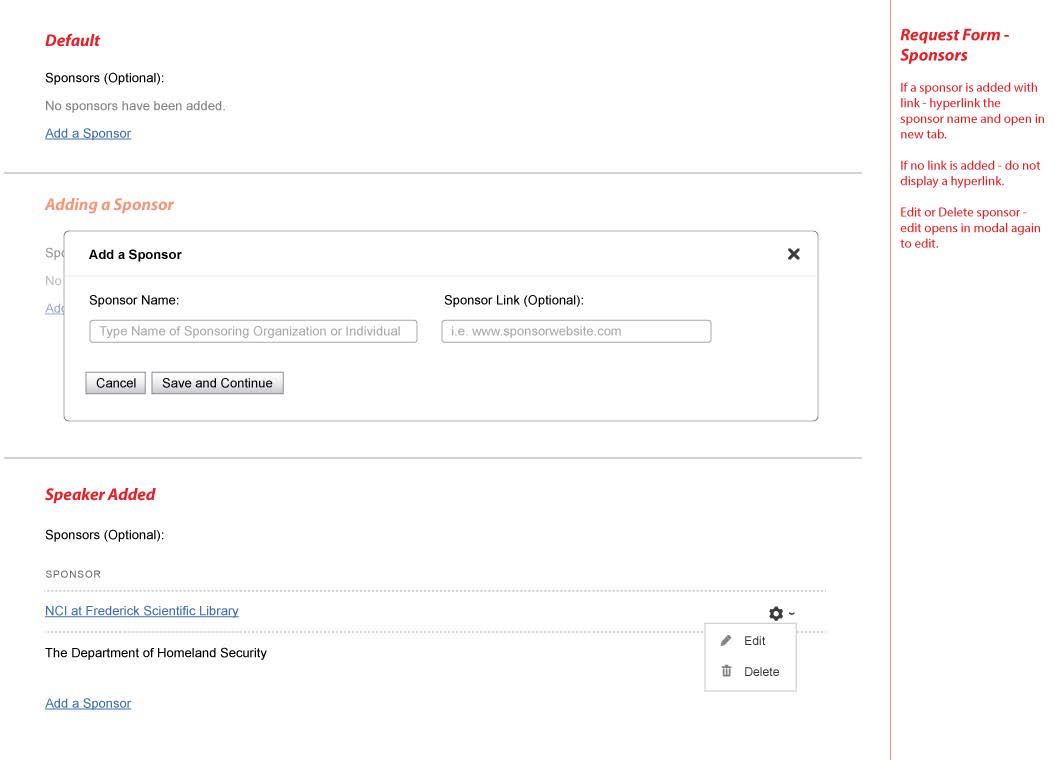 Default
Sponsors (Optional):
No sponsors have been added.
Add a Sponsor
Adding a Sponsor
Spo
No
Add
Add a Sponsor
Sponsor Name:
Sponsor Link (Optional):
Type Name of Sponsoring Organization or Individual
i.e. www.sponsorwebsite.com
Cancel
Save and Continue
Speaker Added
Sponsors (Optional):
SPONSOR
NCI at Frederick Scientific Library
Edit
The Department of Homeland Security
Delete
Add a Sponsor
Request Form -
Sponsors
If a sponsor is added with
link - hyperlink the
sponsor name and open in
new tab.
If no link is added - do not
display a hyperlink.
Edit or Delete sponsor -
edit opens in modal again
to edit.